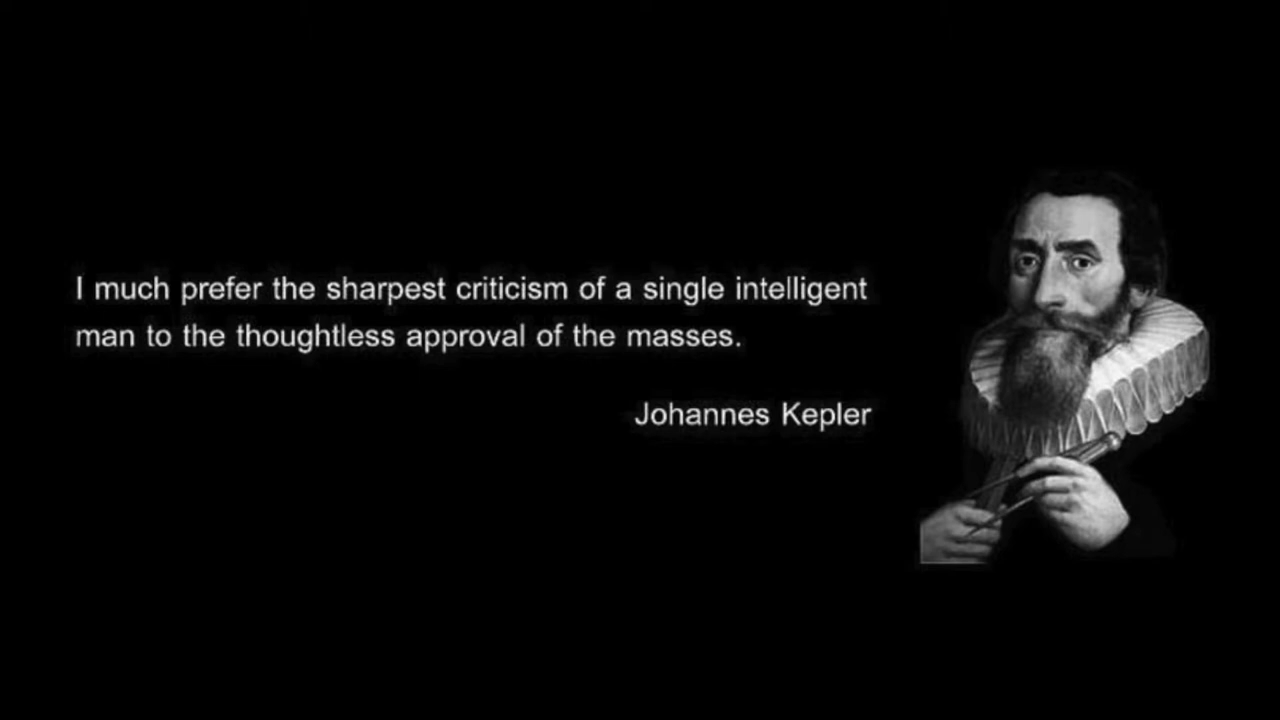 I much prefer the sharpest criticism of a single intelligent
man to the thoughtless approval of the masses.
Johannes Kepler